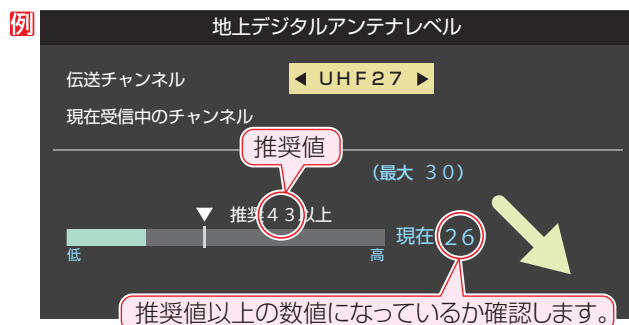 例
地上デジタルアンテナレベル
伝送チャンネル
◀ UHF27 ▶
現在受信中のチャンネル
推奨値
(最大 30)
▼ 推奨43以上
現在 26
低 高
推奨値以上の数値になっているか確認します。